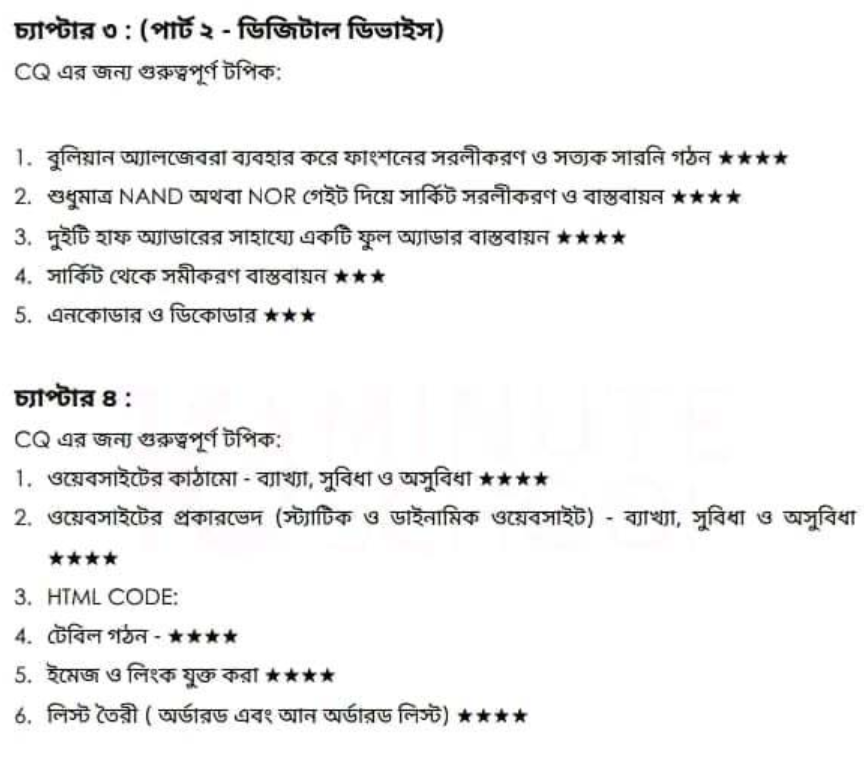 চ্যাপ্টার ৩ : (পার্ট ২ - ডিজিটাল ডিভাইস)
CQ এর জন্য গুরুত্বপূর্ণ টপিক:
1. বুলিয়ান অ্যালজেবরা ব্যবহার করে ফাংশনের সরলীকরণ ও সত্যক সারনি গঠন ★★★★
2. শুধুমাত্র NAND অথবা NOR গেইট দিয়ে সার্কিট সরলীকরণ ও বাস্তবায়ন ★★★★
3. দুইটি হাফ অ্যাডারের সাহায্যে একটি ফুল অ্যাডার বাস্তবায়ন ★★★★
4. সার্কিট থেকে সমীকরণ বাস্তবায়ন ★★★
5. এনকোডার ও ডিকোডার ★★★
চ্যাপ্টার ৪ :
CQ এর জন্য গুরুত্বপূর্ণ টপিক:
1. ওয়েবসাইটের কাঠামো - ব্যাখ্যা, সুবিধা ও অসুবিধা ★★★★
2. ওয়েবসাইটের প্রকারভেদ (স্ট্যাটিক ও ডাইনামিক ওয়েবসাইট) - ব্যাখ্যা, সুবিধা ও অসুবিধা
★★★★
3. HTML CODE:
4. টেবিল গঠন - ★★★★
5. ইমেজ ও লিংক যুক্ত করা ★★★★
6. লিস্ট তৈরী ( অর্ডারড এবং আন অর্ডারড লিস্ট) ★★★★